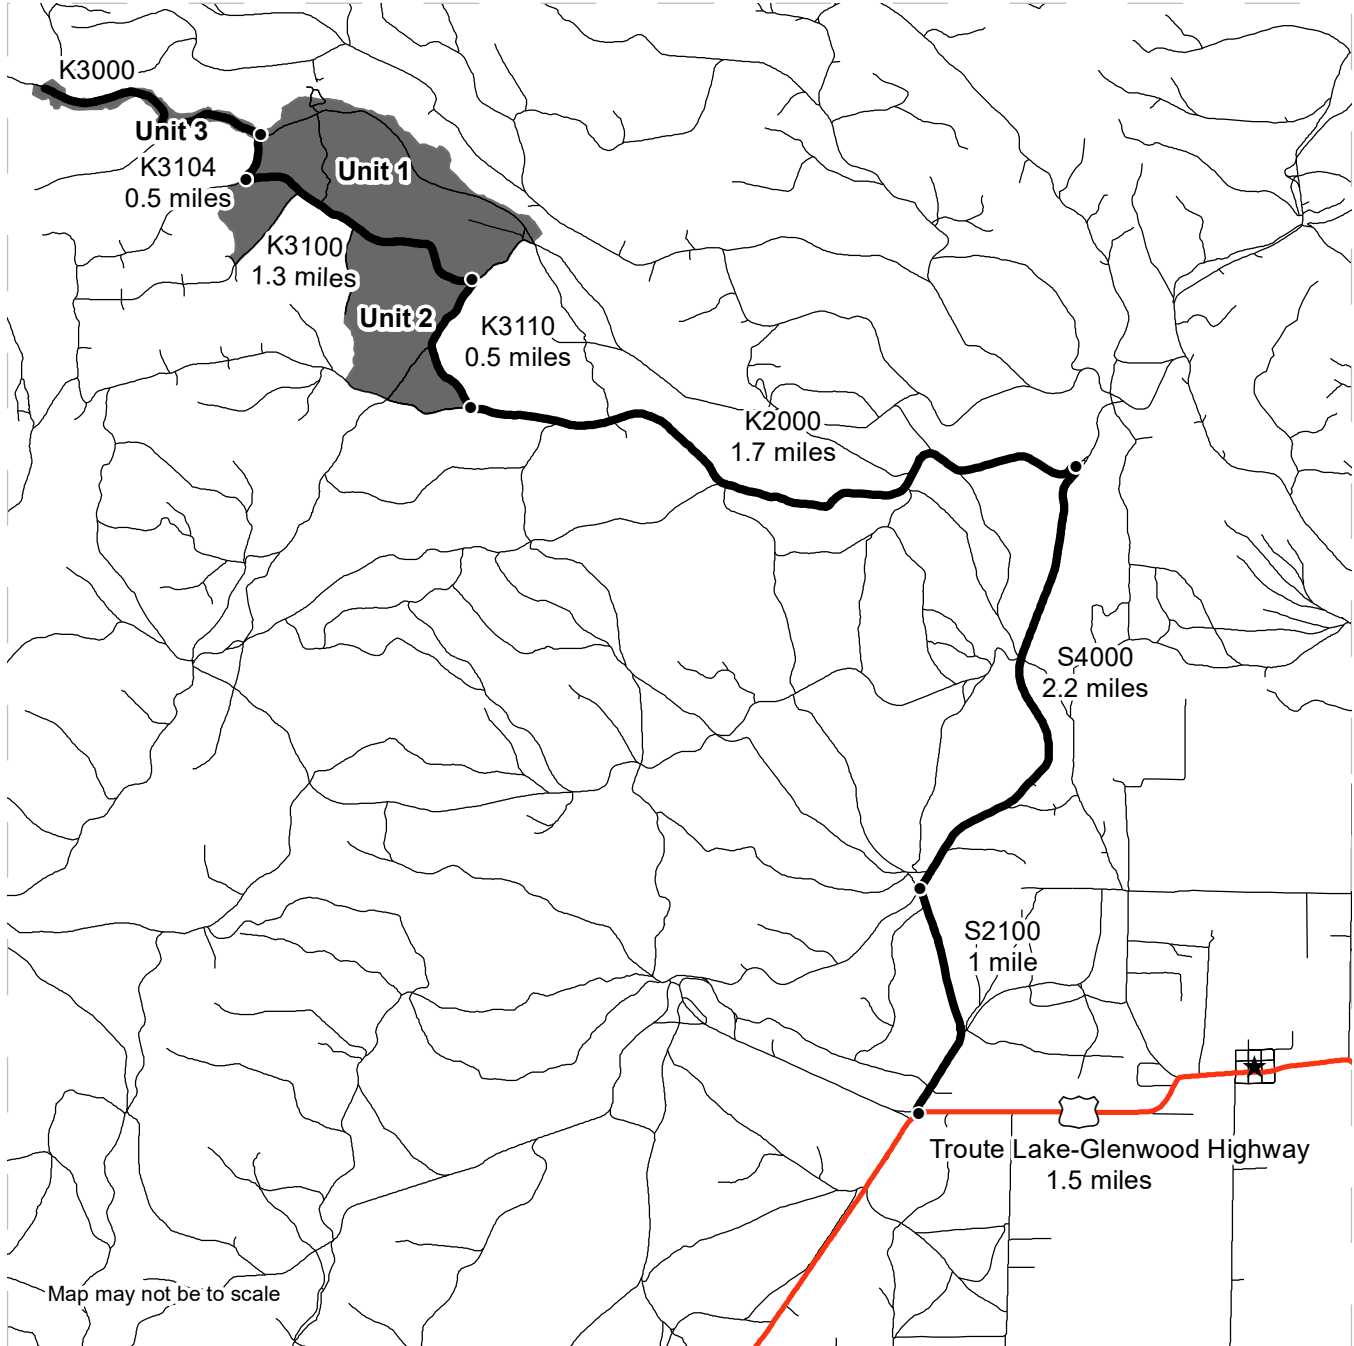 K3000
Unit 3
Unit 1
K3104
0.5 miles
K3100
1.3 miles
Unit 2
K3110
0.5 miles
K2000
1.7 miles
S4000
2.2 miles
S2100
1 mile
Troute Lake-Glenwood Highway
1.5 miles
Map may not be to scale